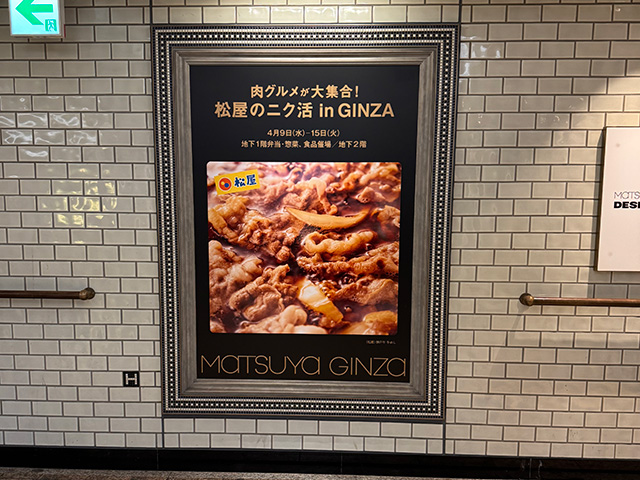 肉グルメが大集合！
松屋のニク活 in GINZA
4月9日(水)－15日(火)
地下1階弁当・惣菜、食品催場／地下2階
松屋
MATSUYA GINZA
H
MATS
DESI